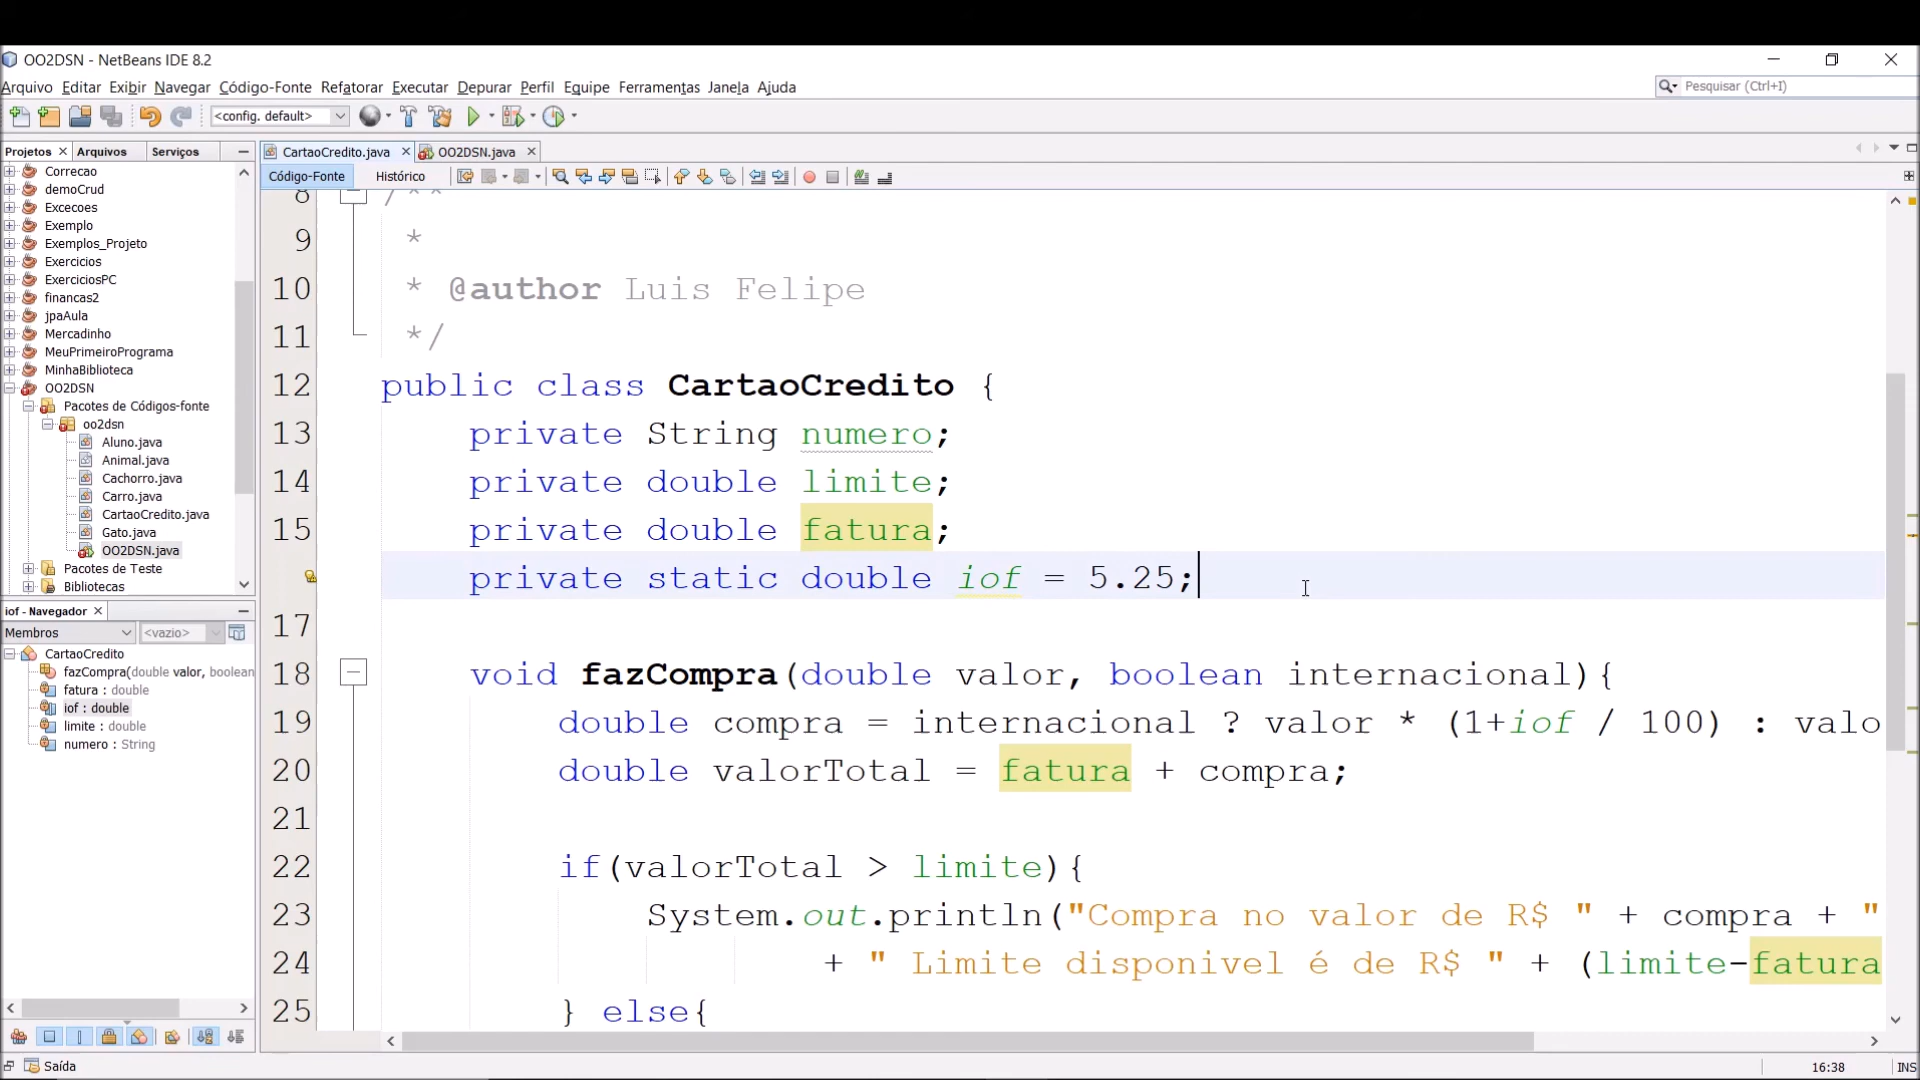 OO2DSN - NetBeans IDE 8.2
Arquivo Editar Exibir Navegar Código-Fonte Refatorar Executar Depurar Perfil Equipe Ferramentas Janela Ajuda
Pesquisar (Ctrl+I)
<config. default>
Projetos Arquivos Serviços
CartaoCredito.java OO2DSN.java
Código-Fonte Histórico
Correcao
demoCrud
Excecoes
Exemplo
Exemplos_Projeto
Exercicios
ExerciciosPC
financas2
jpaAula
Mercadinho
MeuPrimeiroPrograma
MinhaBiblioteca
OO2DSN
Pacotes de Códigos-fonte
oo2dsn
Aluno.java
Animal.java
Cachorro.java
Carro.java
CartaoCredito.java
Gato.java
OO2DSN.java
Pacotes de Teste
Bibliotecas
iof - Navegador
Membros <vazio>
CartaoCredito
fazCompra(double valor, boolean
fatura : double
iof : double
limite : double
numero : String
8 /**
9 *
10 * @author Luis Felipe
11 */
12 public class CartaoCredito {
13 private String numero;
14 private double limite;
15 private double fatura;
private static double iof = 5.25;
17
18 void fazCompra(double valor, boolean internacional){
19 double compra = internacional ? valor * (1+iof / 100) : valo
20 double valorTotal = fatura + compra;
21
22 if(valorTotal > limite){
23 System.out.println("Compra no valor de R$ " + compra + "
24 + " Limite disponivel é de R$ " + (limite-fatura
25 } else{
Saída
16:38 INS